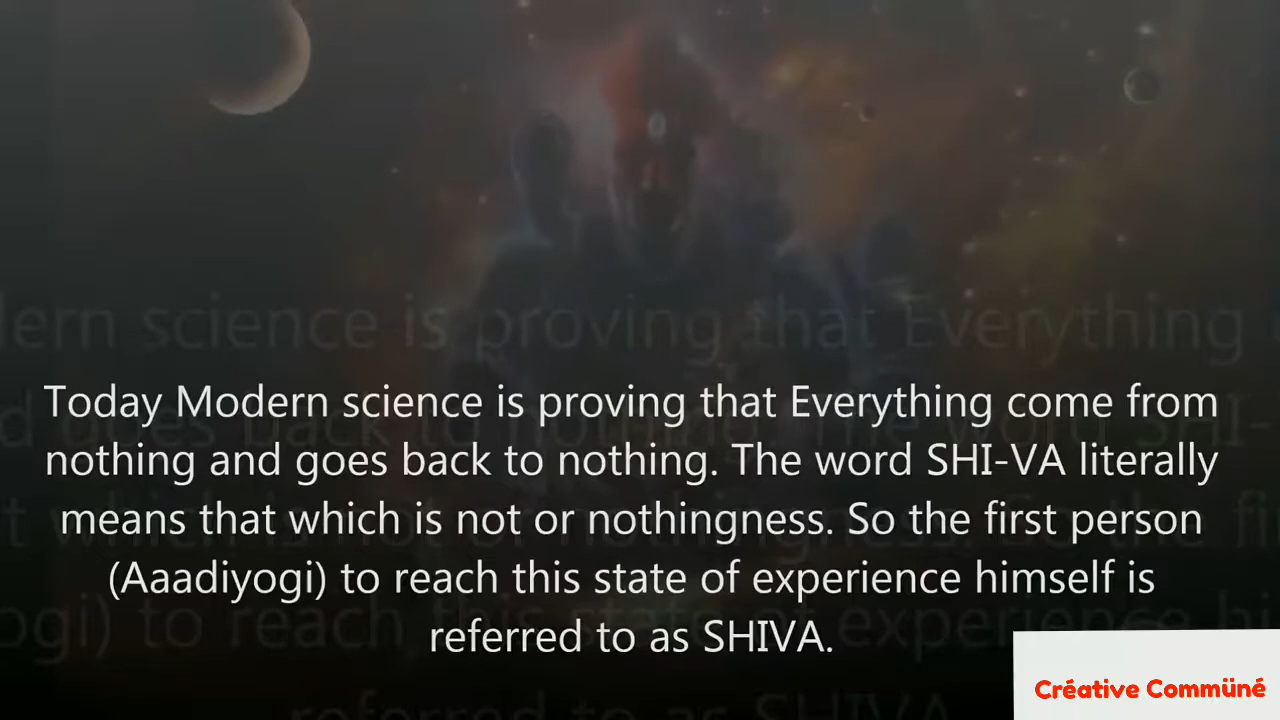 Today Modern science is proving that Everything come from
nothing and goes back to nothing. The word SHI-VA literally
means that which is not or nothingness. So the first person
(Aaadiyogi) to reach this state of experience himself is
referred to as SHIVA.
Créative Commüné